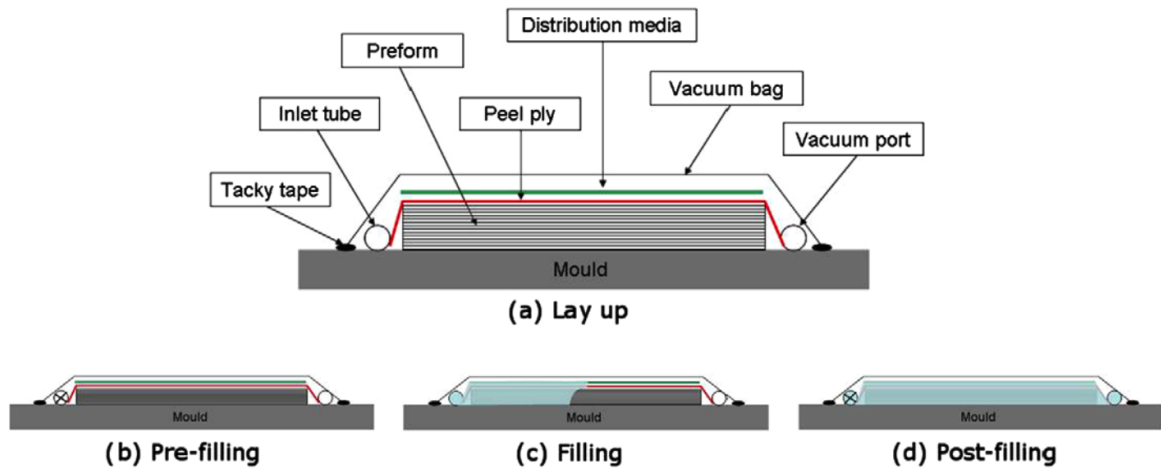 Distribution media
Preform
Vacuum bag
Inlet tube
Peel ply
Vacuum port
Tacky tape
Mould
(a) Lay up
Mould
Mould
Mould
(b) Pre-filling
(c) Filling
(d) Post-filling